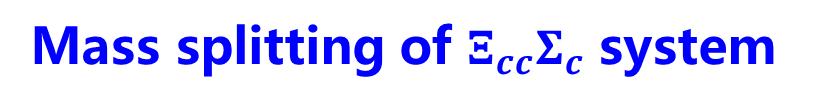 Mass splitting of Ξ𝑐𝑐Σ𝑐 system